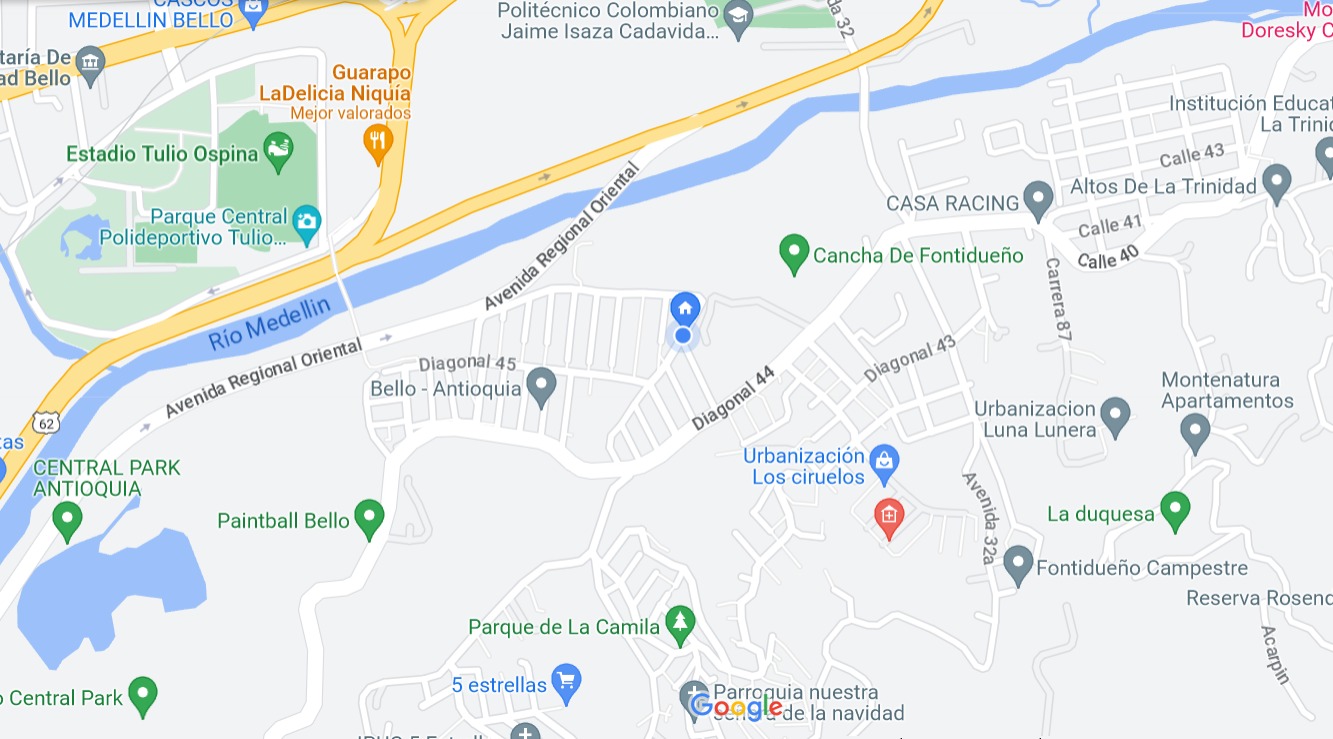 CASCOS
MEDELLIN BELLO
Politécnico Colombiano
Jaime Isaza Cadavida...
da 32
Mo
Doresky C
taría De
ad Bello
Guarapo
LaDelicia Niquía
Mejor valorados
Institución Educat
La Trinid
Estadio Tulio Ospina
Calle 43
Altos De La Trinidad
CASA RACING
Parque Central
Polideportivo Tulio...
Calle 41
Calle 40
Cancha De Fontidueño
Avenida Regional Oriental
Río Medellin
Carrera 87
Avenida Regional Oriental
Diagonal 45
Diagonal 43
Bello - Antioquia
Diagonal 44
Montenatura
Apartamentos
Urbanizacion
Luna Lunera
62
tas
CENTRAL PARK
ANTIOQUIA
Urbanización
Los ciruelos
Avenida 32a
Paintball Bello
La duquesa
Fontidueño Campestre
Reserva Rosend
Parque de La Camila
Acarpin
5 estrellas
o Central Park
Parroquia nuestra
señora de la navidad
Google